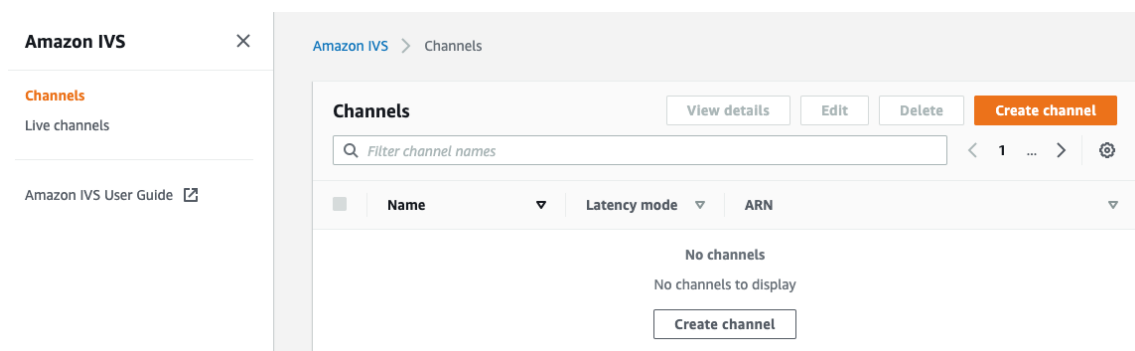 Amazon IVS
Channels
Live channels
Amazon IVS User Guide
Amazon IVS > Channels
Channels
View details
Edit
Delete
Create channel
Filter channel names
1 ...
Name
Latency mode
ARN
No channels
No channels to display
Create channel